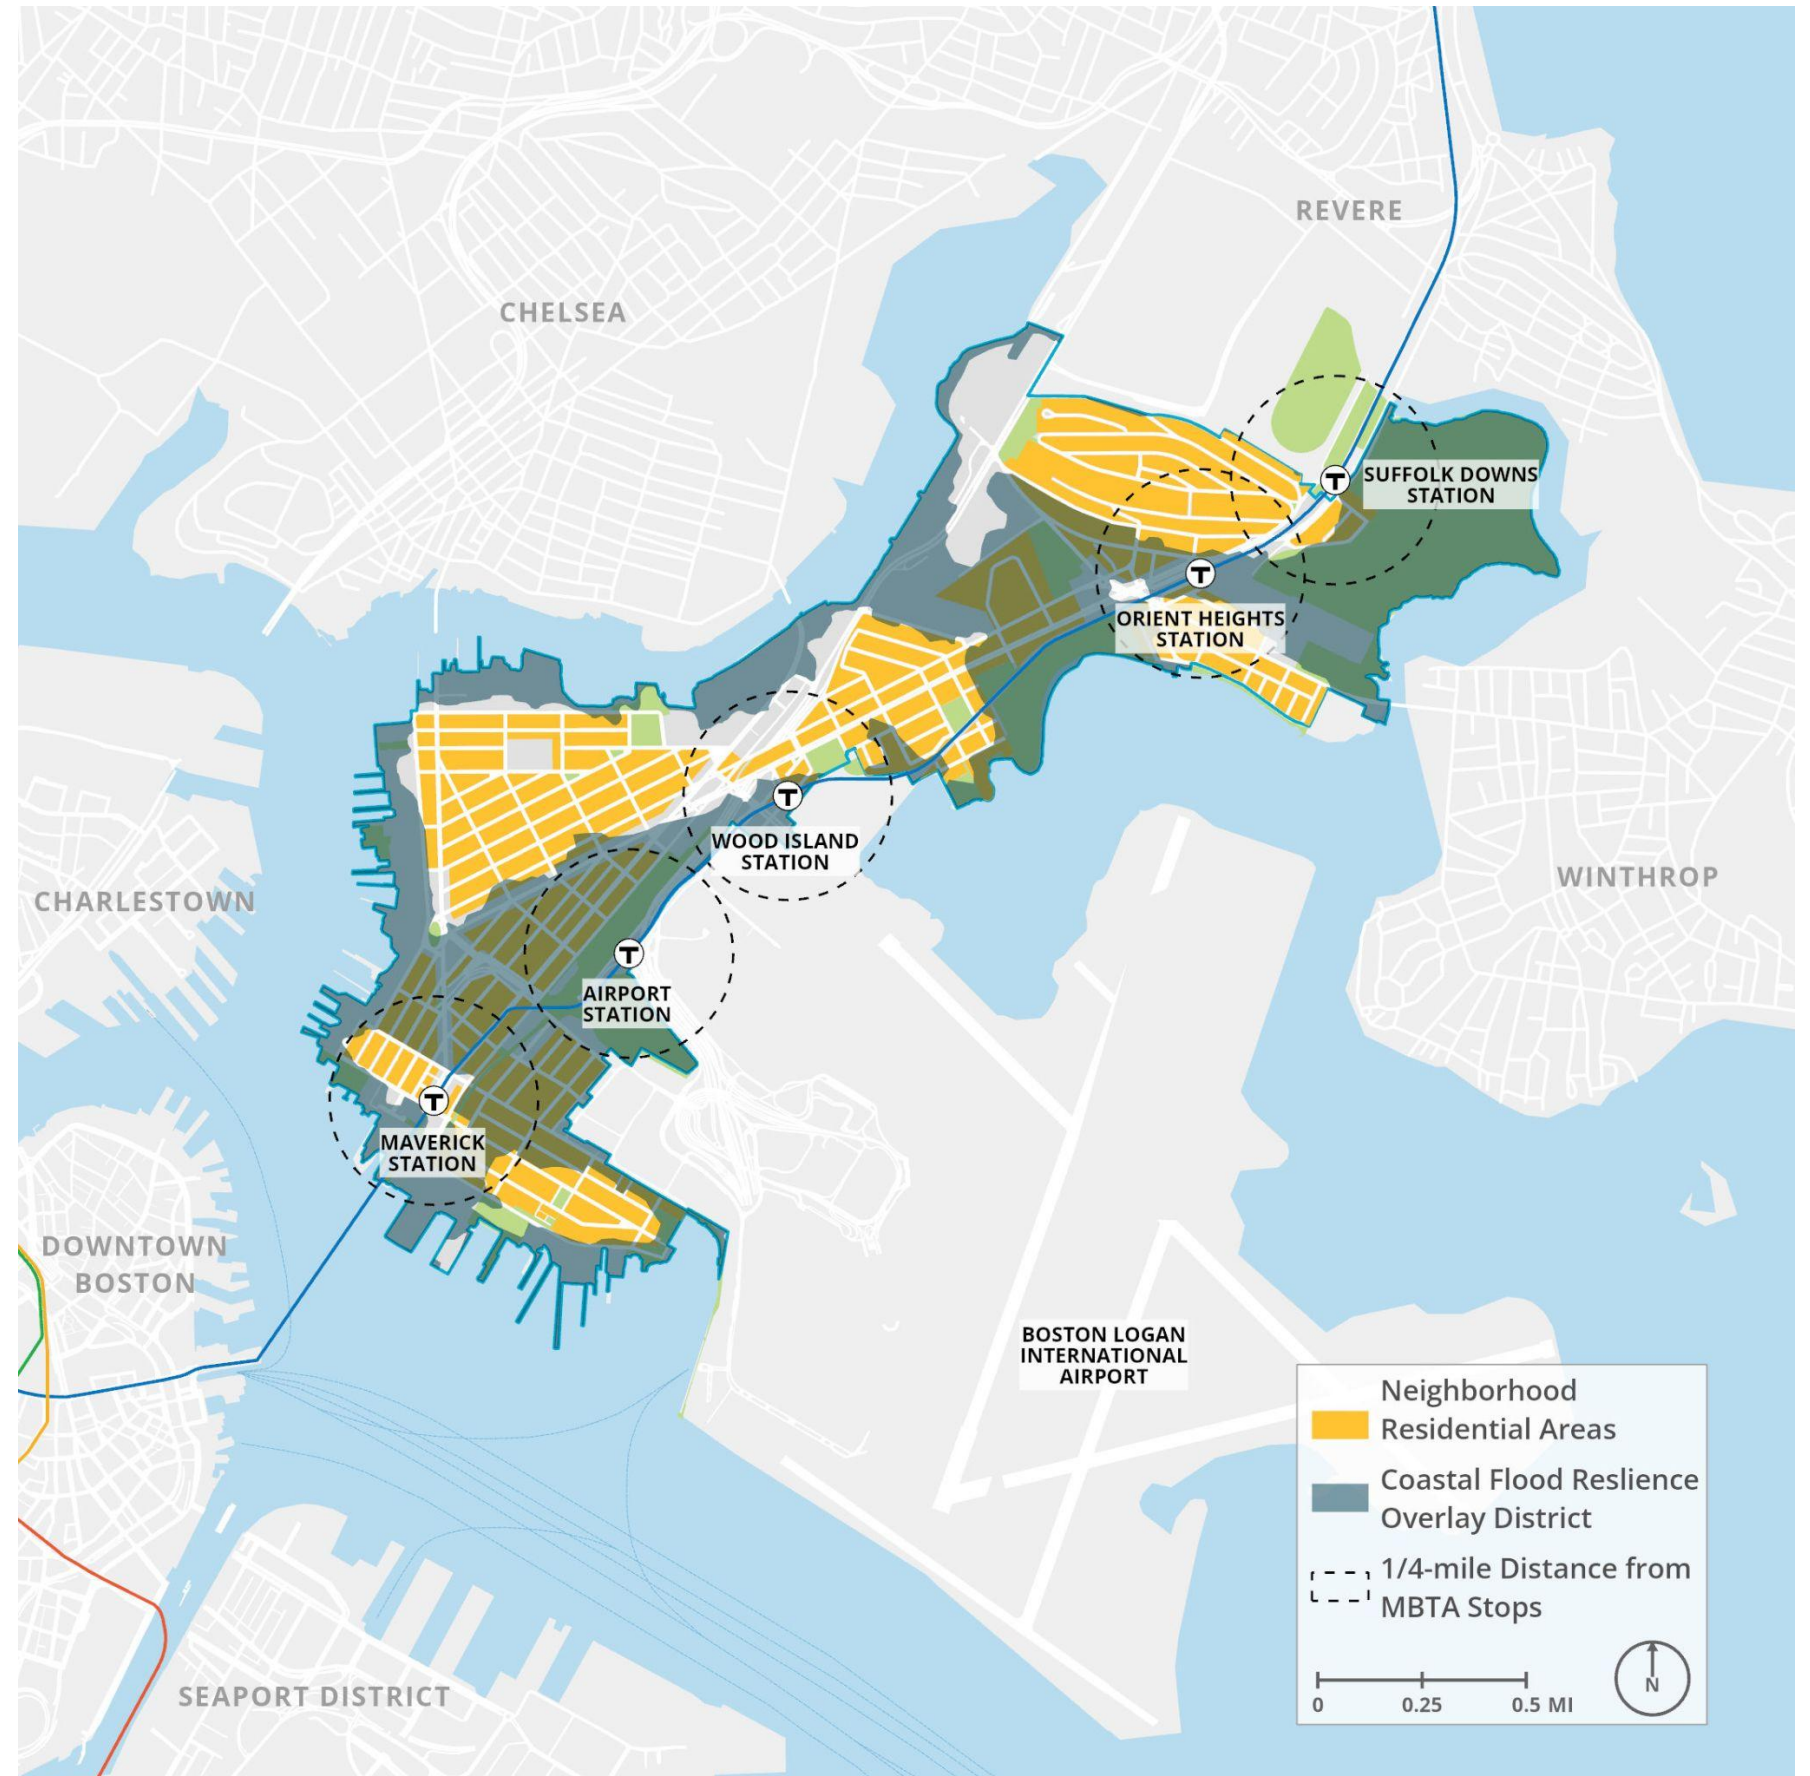 REVERE
CHELSEA
T
SUFFOLK DOWNS
STATION
T
ORIENT HEIGHTS
STATION
T
WOOD ISLAND
STATION
WINTHROP
CHARLESTOWN
T
AIRPORT
STATION
T
MAVERICK
STATION
DOWNTOWN
BOSTON
BOSTON LOGAN
INTERNATIONAL
AIRPORT
SEAPORT DISTRICT
Neighborhood
Residential Areas
Coastal Flood Reslience
Overlay District
1/4-mile Distance from
MBTA Stops
0 0.25 0.5 MI
N